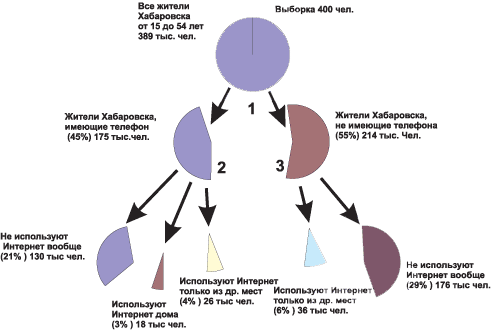 Все жители
Хабаровска
от 15 до 54 лет
389 тыс. чел.
Выборка 400 чел.
1
Жители Хабаровска,
имеющие телефон
(45%) 175 тыс.чел.
2
3
Жители Хабаровска,
не имеющие телефона
(55%) 214 тыс. Чел.
Не используют
Интернет вообще
(21% ) 130 тыс чел.
Используют
Интернет дома
(3% ) 18 тыс чел.
Используют Интернет
только из др. мест
(4% ) 26 тыс чел.
Используют Интернет
только из др. мест
(6% ) 36 тыс чел.
Не используют
Интернет вообще
(29% ) 176 тыс чел.